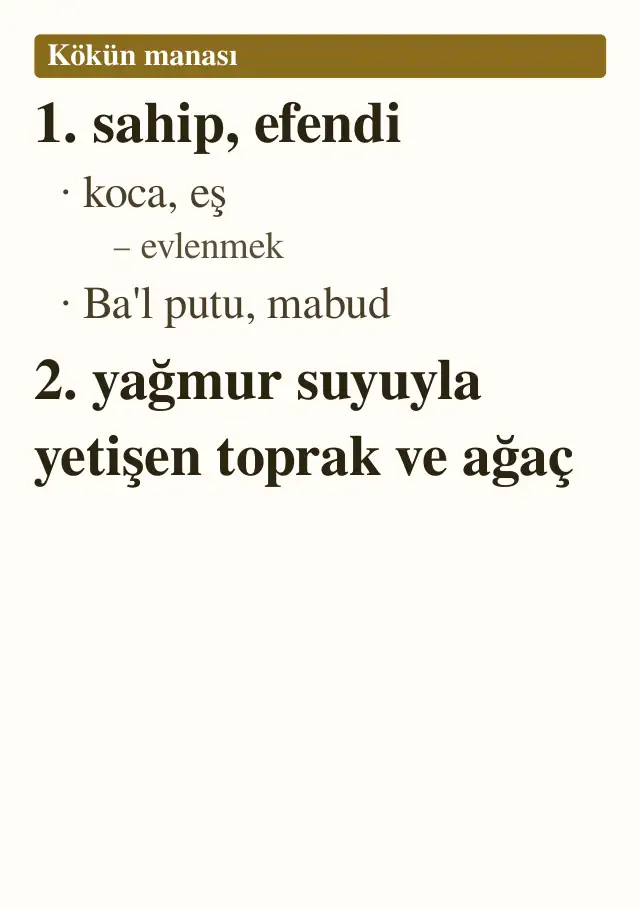 Kökün manası
1. sahip, efendi
· koca, eş
– evlenmek
· Ba'l putu, mabud
2. yağmur suyuyla
yetişen toprak ve ağaç